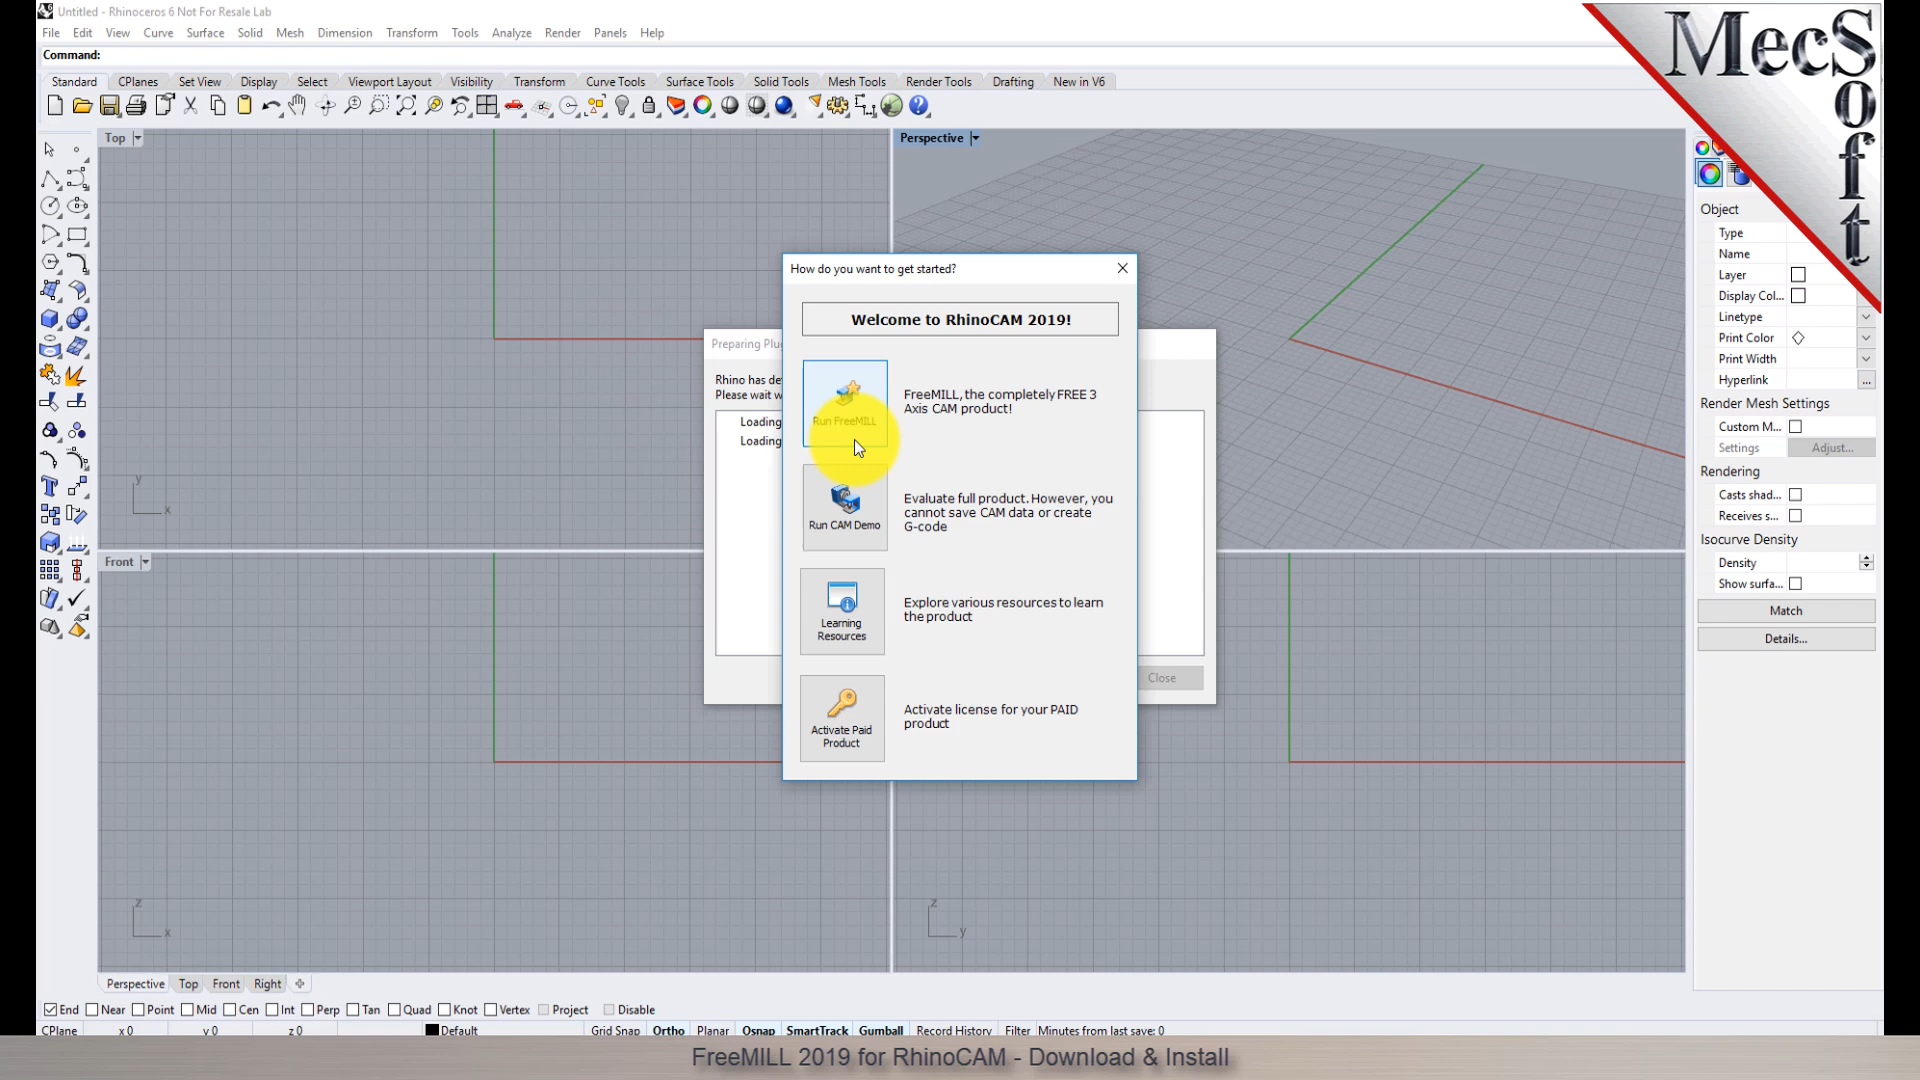 Untitled - Rhinoceros 6 Not For Resale Lab
File Edit View Curve Surface Solid Mesh Dimension Transform Tools Analyze Render Panels Help
Command:
Standard CPlanes Set View Display Select Viewport Layout Visibility Transform Curve Tools Surface Tools Solid Tools Mesh Tools Render Tools Drafting New in V6
MecSoft
Top
Perspective
How do you want to get started?
Welcome to RhinoCAM 2019!
Preparing Plu
Rhino has de
Please wait w
Loading
Loading
Run FreeMILL
FreeMILL, the completely FREE 3
Axis CAM product!
Run CAM Demo
Evaluate full product. However, you
cannot save CAM data or create
G-code
Learning
Resources
Explore various resources to learn
the product
Activate Paid
Product
Activate license for your PAID
product
Close
Object
Type
Name
Layer
Display Col...
Linetype
Print Color
Print Width
Hyperlink
...
Render Mesh Settings
Custom M...
Settings Adjust...
Rendering
Casts shad...
Receives s...
Isocurve Density
Density
Show surfa...
Match
Details...
y
x
Front
z
x
z
y
Perspective Top Front Right
End Near Point Mid Cen Int Perp Tan Quad Knot Vertex Project Disable
CPlane x 0 y 0 z 0 Default Grid Snap Ortho Planar Osnap SmartTrack Gumball Record History Filter Minutes from last save: 0
FreeMILL 2019 for RhinoCAM - Download & Install